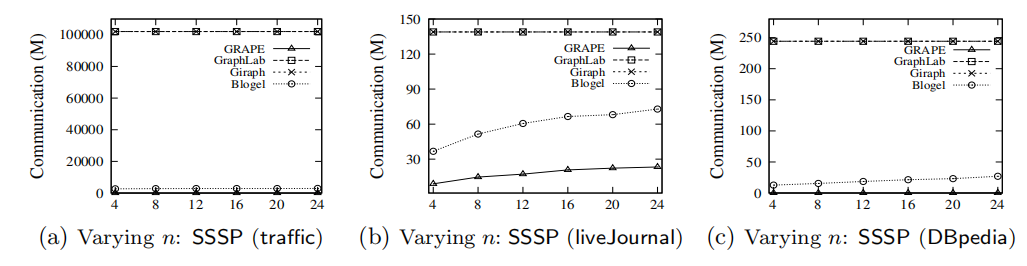 Communication (M)
100000
80000
60000
40000
20000
0
4 8 12 16 20 24
GRAPE
GraphLab
Giraph
Blogel
(a) Varying n: SSSP (traffic)
Communication (M)
150
120
90
60
30
4 8 12 16 20 24
GRAPE
GraphLab
Giraph
Blogel
(b) Varying n: SSSP (liveJournal)
Communication (M)
250
200
150
100
50
0
4 8 12 16 20 24
GRAPE
GraphLab
Giraph
Blogel
(c) Varying n: SSSP (DBpedia)